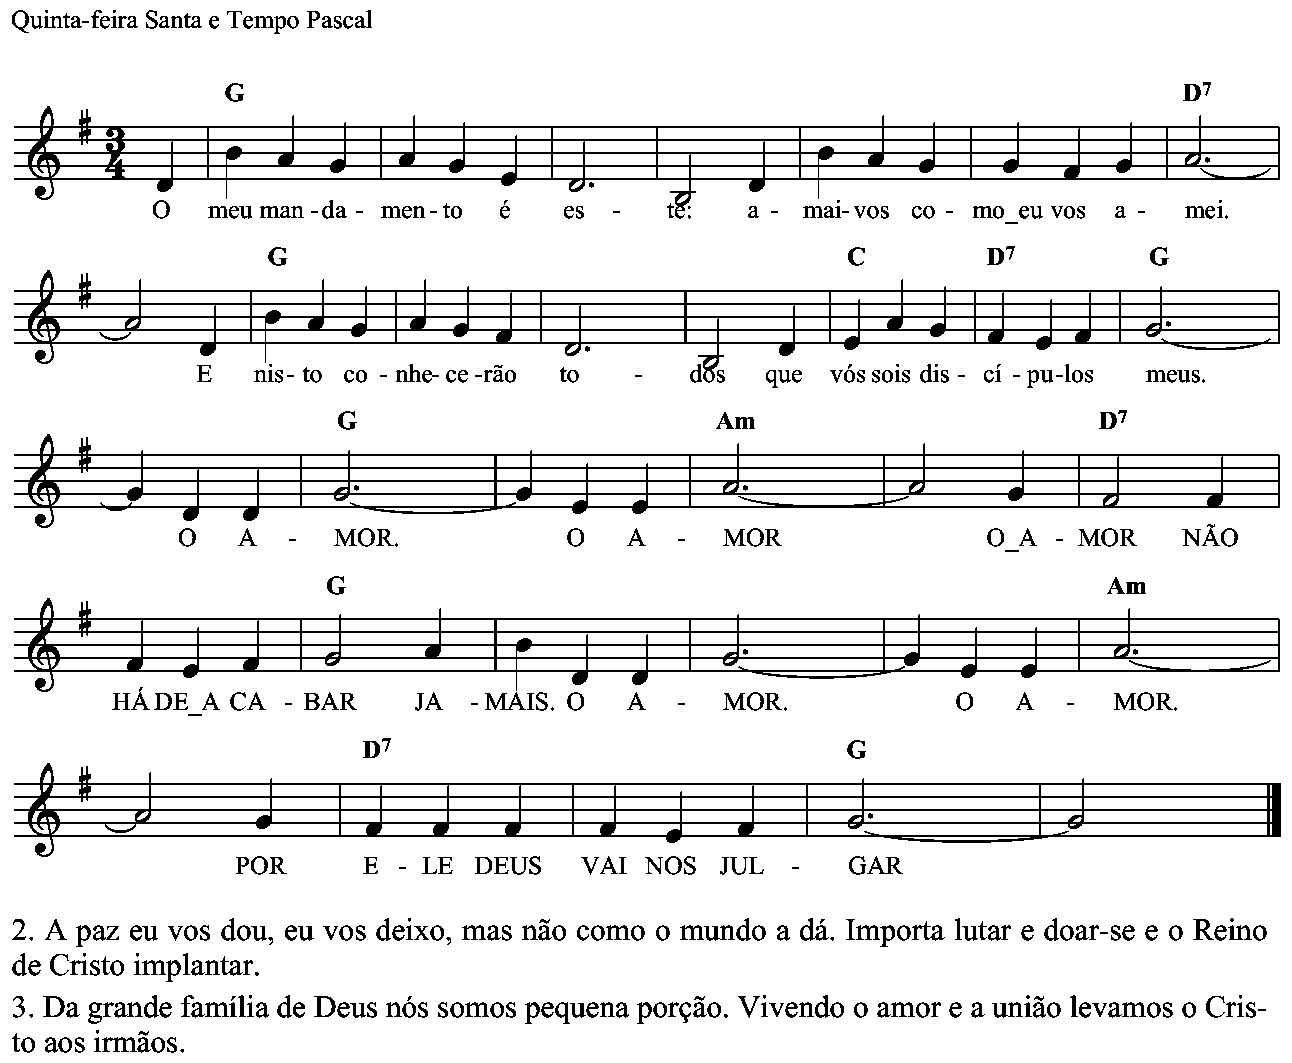 Quinta-feira Santa e Tempo Pascal
G D7
3
4
O meu man - da - men - to é es - te: a - mai - vos co - mo_eu vos a - mei.
G C D7 G
E nis - to co - nhe - ce - rão to - dos que vós sois dis - cí - pu - los meus.
G Am D7
O A - MOR. O A - MOR O_A - MOR NÃO
G Am
HÁ DE_A CA - BAR JA - MAIS. O A - MOR. O A - MOR.
D7 G
POR E - LE DEUS VAI NOS JUL - GAR
2. A paz eu vos dou, eu vos deixo, mas não como o mundo a dá. Importa lutar e doar-se e o Reino
de Cristo implantar.
3. Da grande família de Deus nós somos pequena porção. Vivendo o amor e a união levamos o Cris-
to aos irmãos.